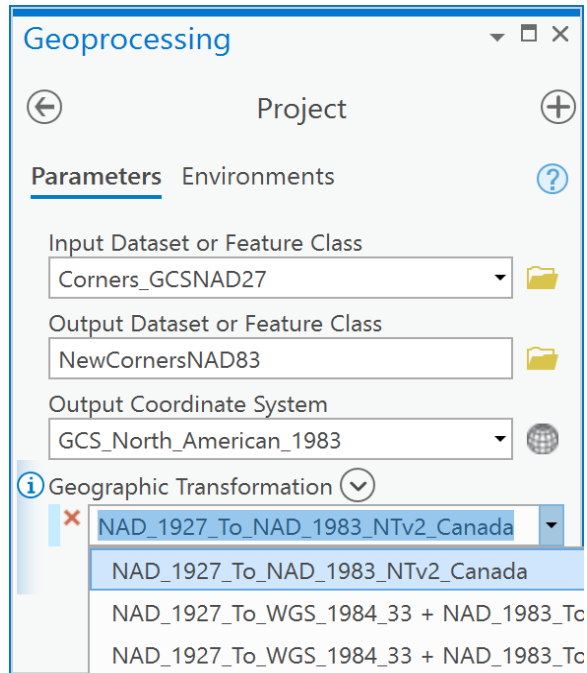 Geoprocessing
Project
Parameters Environments
Input Dataset or Feature Class
Corners_GCSNAD27
Output Dataset or Feature Class
NewCornersNAD83
Output Coordinate System
GCS_North_American_1983
Geographic Transformation
NAD_1927_To_NAD_1983_NTv2_Canada
NAD_1927_To_NAD_1983_NTv2_Canada
NAD_1927_To_WGS_1984_33 + NAD_1983_To
NAD_1927_To_WGS_1984_33 + NAD_1983_To